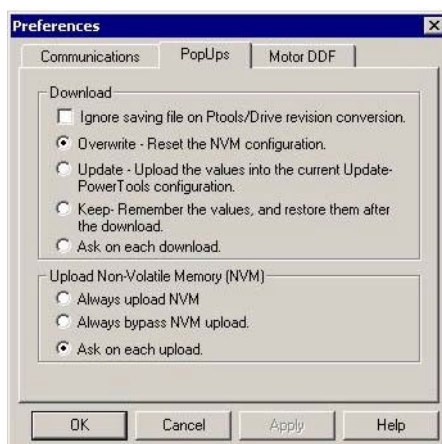 Preferences
Communications PopUps Motor DDF
Download
Ignore saving file on Ptools/Drive revision conversion.
Overwrite - Reset the NVM configuration.
Update - Upload the values into the current Update-
PowerTools configuration.
Keep- Remember the values, and restore them after
the download.
Ask on each download.
Upload Non-Volatile Memory (NVM)
Always upload NVM
Always bypass NVM upload.
Ask on each upload.
OK Cancel Apply Help